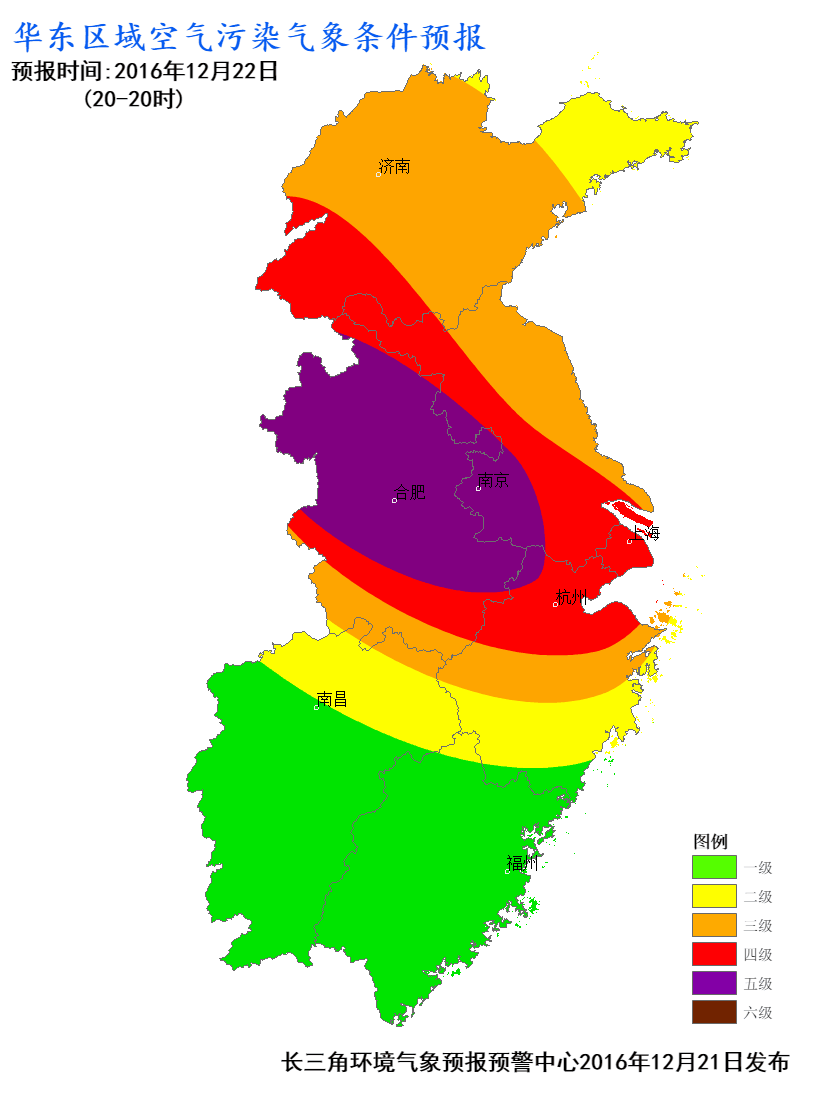 华东区域空气污染气象条件预报
预报时间:2016年12月22日
(20-20时)
济南
合肥
南京
上海
杭州
南昌
福州
图例
一级
二级
三级
四级
五级
六级
长三角环境气象预报预警中心2016年12月21日发布